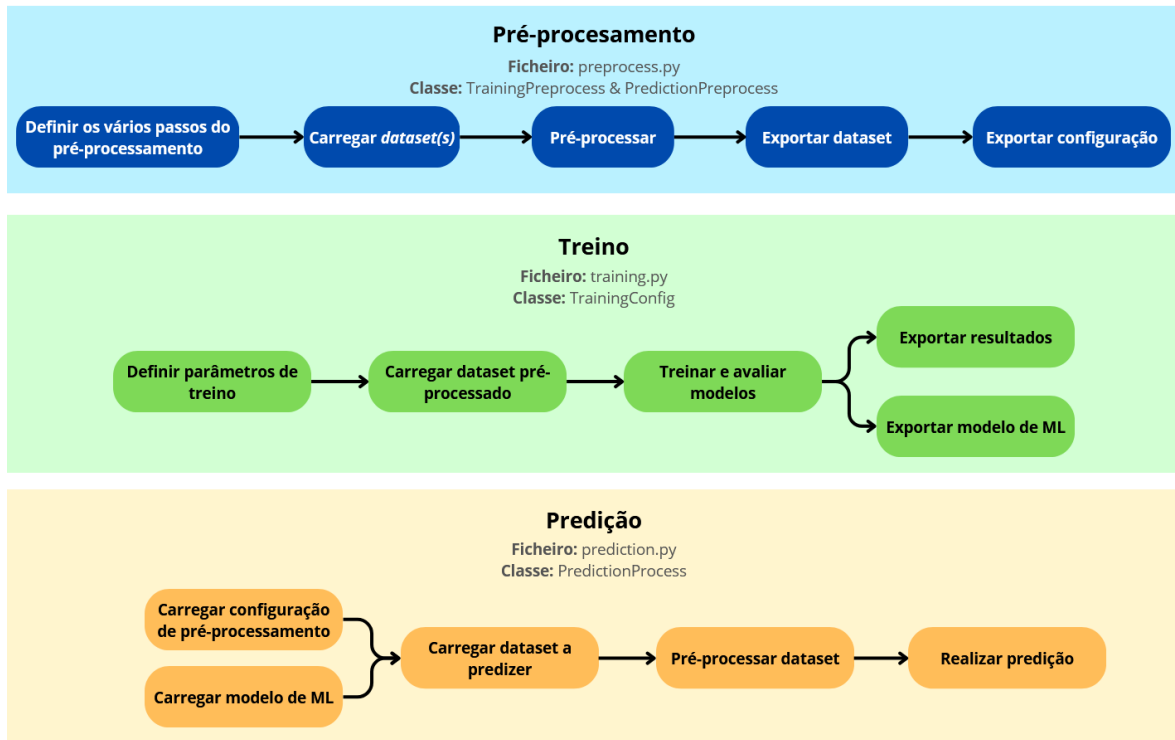 Pré-procesamento
Ficheiro: preprocess.py
Classe: TrainingPreprocess & PredictionPreprocess
Definir os vários passos do
pré-processamento
Carregar dataset(s)
Pré-processar
Exportar dataset
Exportar configuração
Treino
Ficheiro: training.py
Classe: TrainingConfig
Definir parâmetros de
treino
Carregar dataset pré-
processado
Treinar e avaliar
modelos
Exportar resultados
Exportar modelo de ML
Predição
Ficheiro: prediction.py
Classe: PredictionProcess
Carregar configuração
de pré-processamento
Carregar modelo de ML
Carregar dataset a
predizer
Pré-processar dataset
Realizar predição